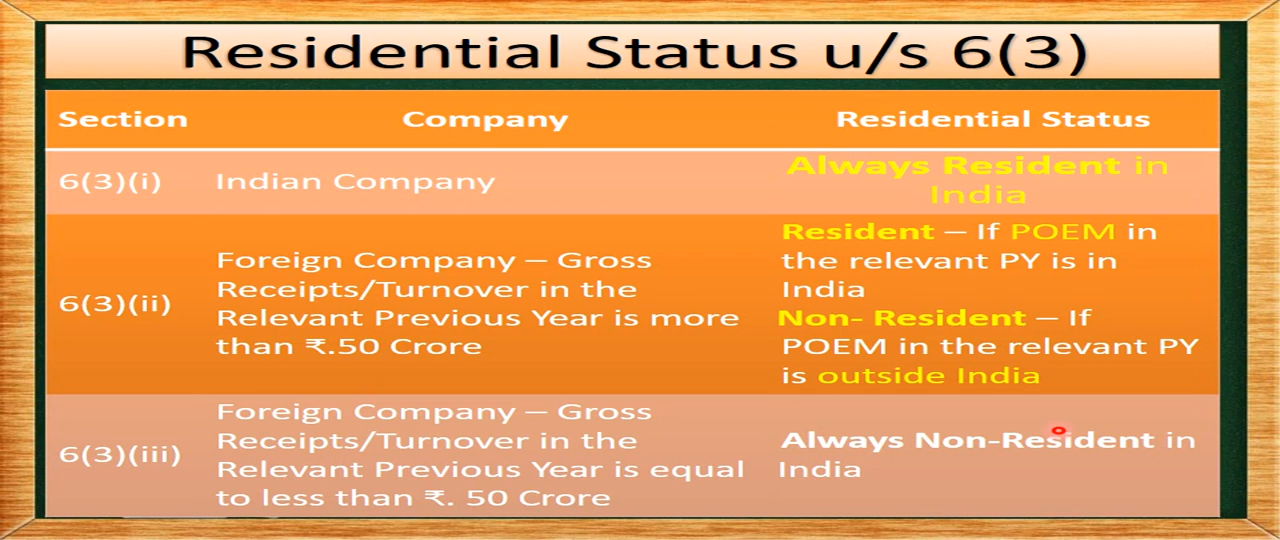 Residential Status u/s 6(3)
Section Company Residential Status
6(3)(i) Indian Company Always Resident in
India
6(3)(ii) Foreign Company – Gross
Receipts/Turnover in the
Relevant Previous Year is more
than ₹.50 Crore
Resident – If POEM in
the relevant PY is in
India
Non- Resident – If
POEM in the relevant PY
is outside India
6(3)(iii) Foreign Company – Gross
Receipts/Turnover in the
Relevant Previous Year is equal
to less than ₹. 50 Crore
Always Non-Resident in
India